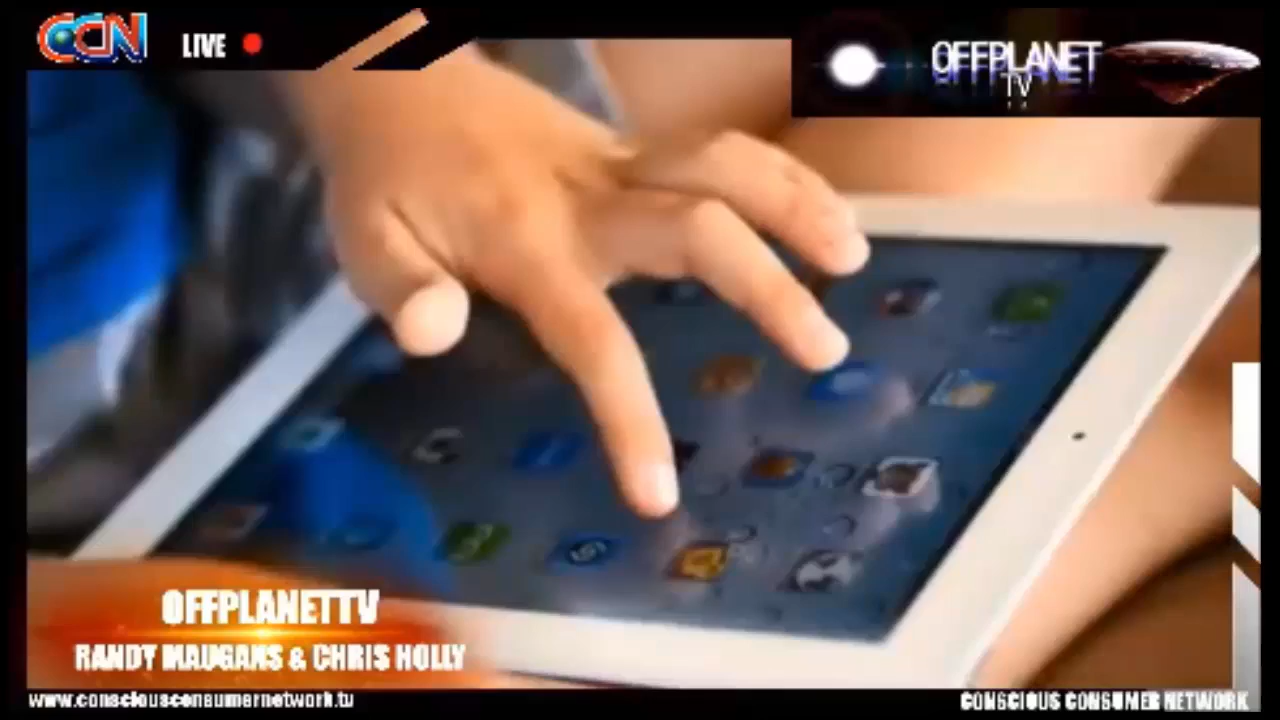 CCN
LIVE
OFFPLANET
TV
OFFPLANETTV
RANDY MAUGANS & CHRIS HOLLY
www.consciousconsumernetwork.tv
CONSCIOUS CONSUMER NETWORK